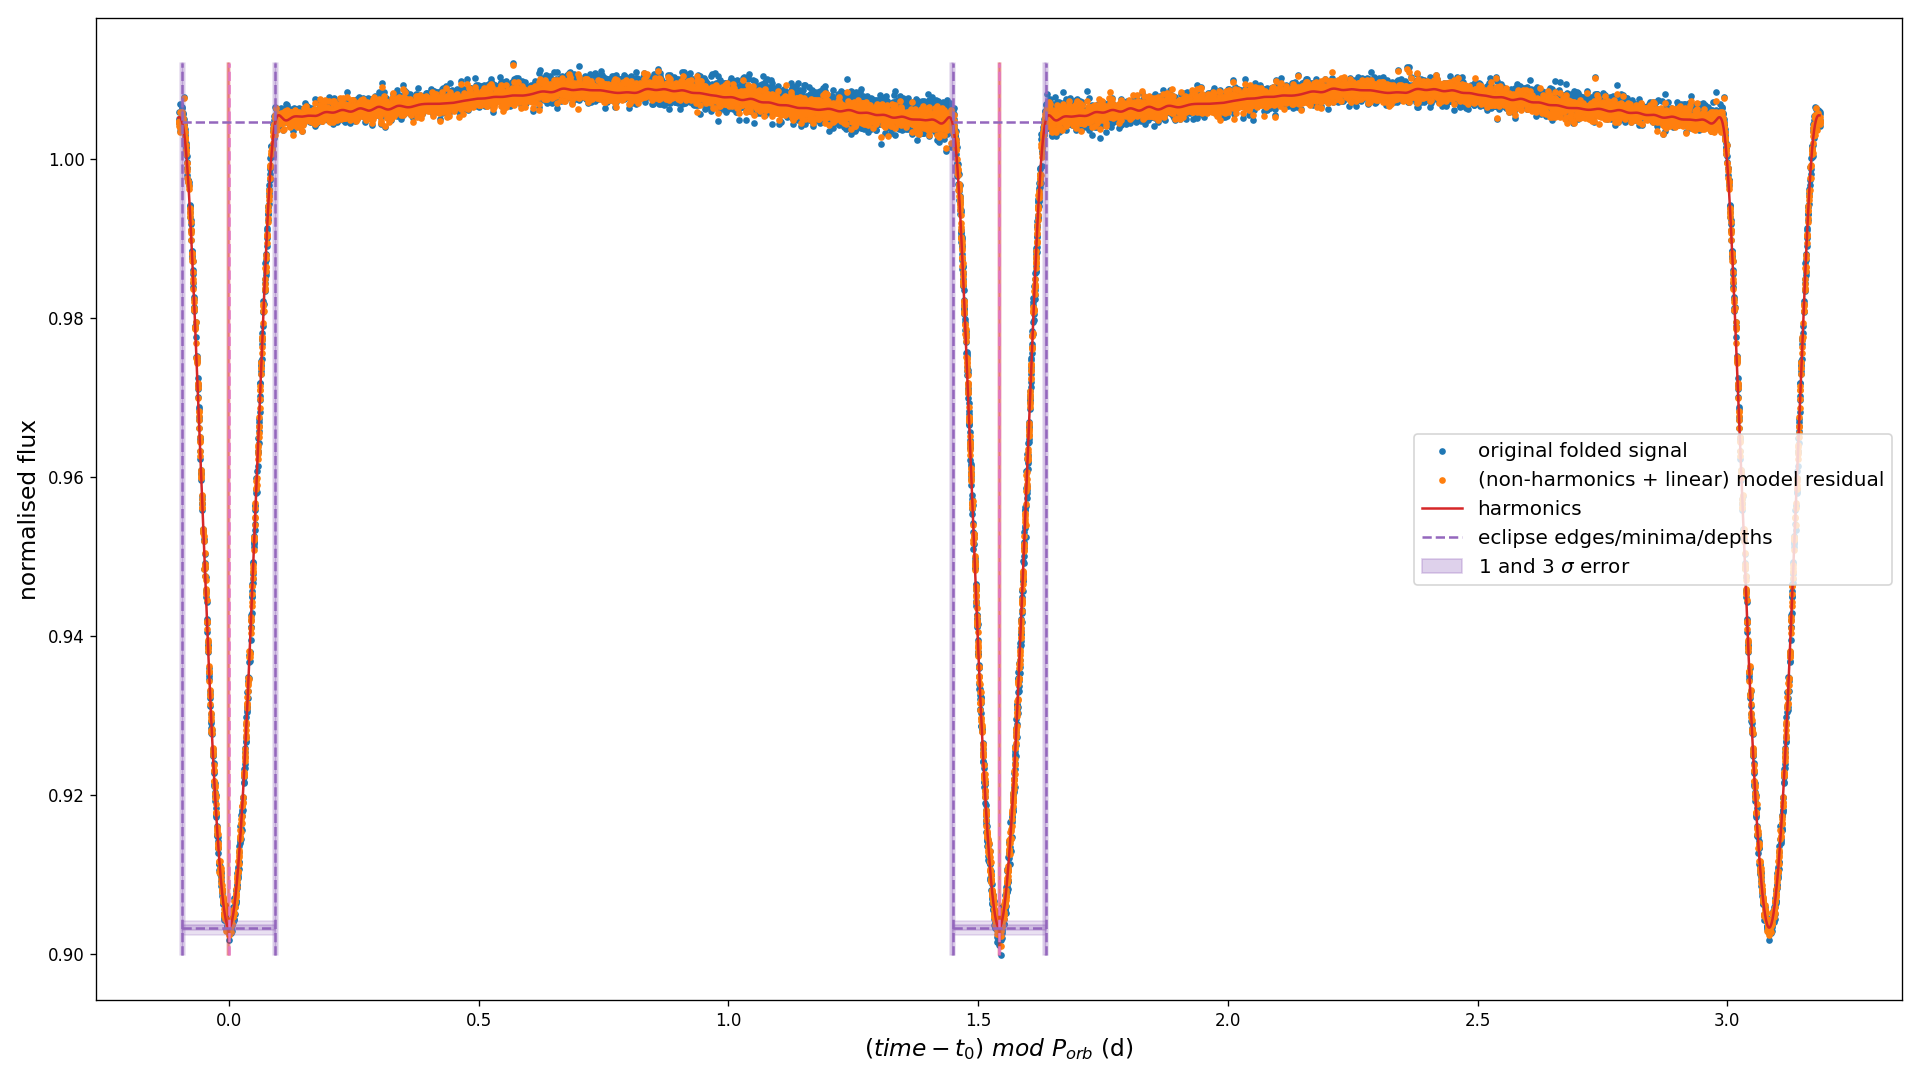 normalised flux
1.00
0.98
0.96
0.94
0.92
0.90
original folded signal
(non-harmonics + linear) model residual
harmonics
eclipse edges/minima/depths
1 and 3 σ error
0.0 0.5 1.0 1.5 2.0 2.5 3.0
(time − t₀) mod P_orb (d)